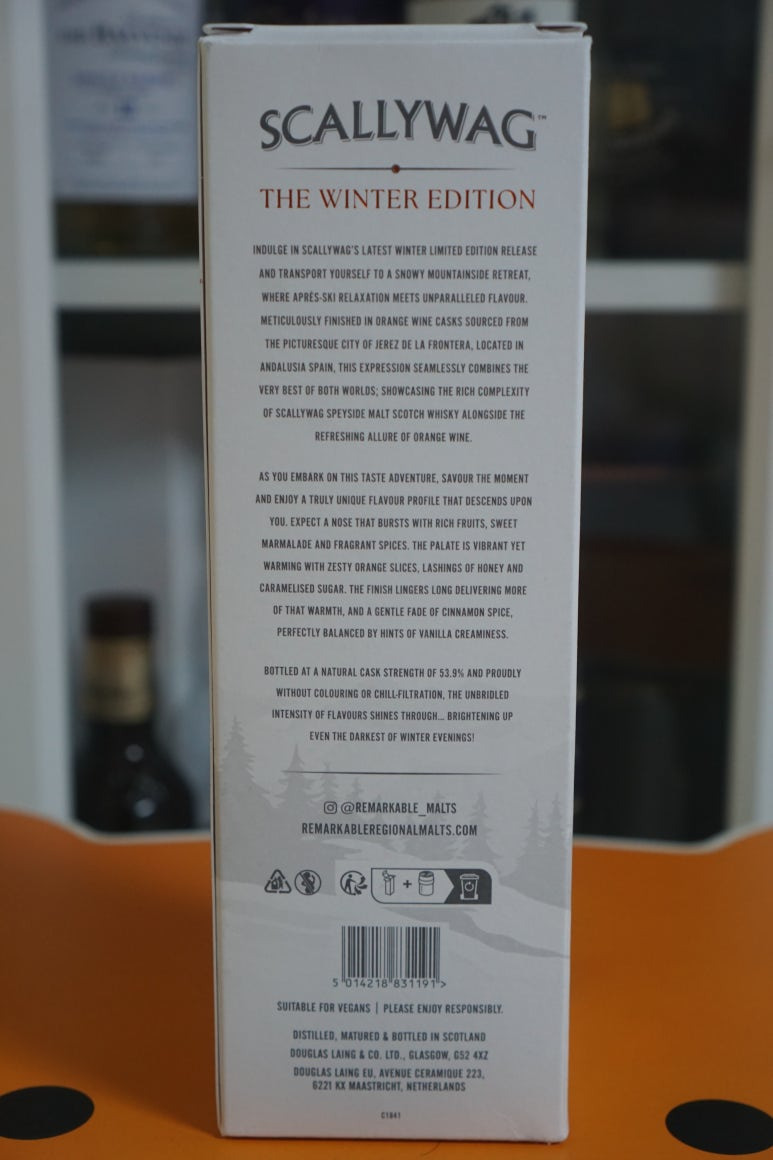 SCALLYWAG™
THE WINTER EDITION
INDULGE IN SCALLYWAG'S LATEST WINTER LIMITED EDITION RELEASE
AND TRANSPORT YOURSELF TO A SNOWY MOUNTAINSIDE RETREAT,
WHERE APRÈS-SKI RELAXATION MEETS UNPARALLELED FLAVOUR.
METICULOUSLY FINISHED IN ORANGE WINE CASKS SOURCED FROM
THE PICTURESQUE CITY OF JEREZ DE LA FRONTERA, LOCATED IN
ANDALUSIA SPAIN, THIS EXPRESSION SEAMLESSLY COMBINES THE
VERY BEST OF BOTH WORLDS; SHOWCASING THE RICH COMPLEXITY
OF SCALLYWAG SPEYSIDE MALT SCOTCH WHISKY ALONGSIDE THE
REFRESHING ALLURE OF ORANGE WINE.
AS YOU EMBARK ON THIS TASTE ADVENTURE, SAVOUR THE MOMENT
AND ENJOY A TRULY UNIQUE FLAVOUR PROFILE THAT DESCENDS UPON
YOU. EXPECT A NOSE THAT BURSTS WITH RICH FRUITS, SWEET
MARMALADE AND FRAGRANT SPICES. THE PALATE IS VIBRANT YET
WARMING WITH ZESTY ORANGE SLICES, LASHINGS OF HONEY AND
CARAMELISED SUGAR. THE FINISH LINGERS LONG DELIVERING MORE
OF THAT WARMTH, AND A GENTLE FADE OF CINNAMON SPICE,
PERFECTLY BALANCED BY HINTS OF VANILLA CREAMINESS.
BOTTLED AT A NATURAL CASK STRENGTH OF 53.9% AND PROUDLY
WITHOUT COLOURING OR CHILL-FILTRATION, THE UNBRIDLED
INTENSITY OF FLAVOURS SHINES THROUGH... BRIGHTENING UP
EVEN THE DARKEST OF WINTER EVENINGS!
@REMARKABLE_MALTS
REMARKABLEREGIONALMALTS.COM
5 014218 831191 >
SUITABLE FOR VEGANS | PLEASE ENJOY RESPONSIBLY.
DISTILLED, MATURED & BOTTLED IN SCOTLAND
DOUGLAS LAING & CO. LTD., GLASGOW, G52 4XZ
DOUGLAS LAING EU, AVENUE CERAMIQUE 223,
6221 KX MAASTRICHT, NETHERLANDS
C1841